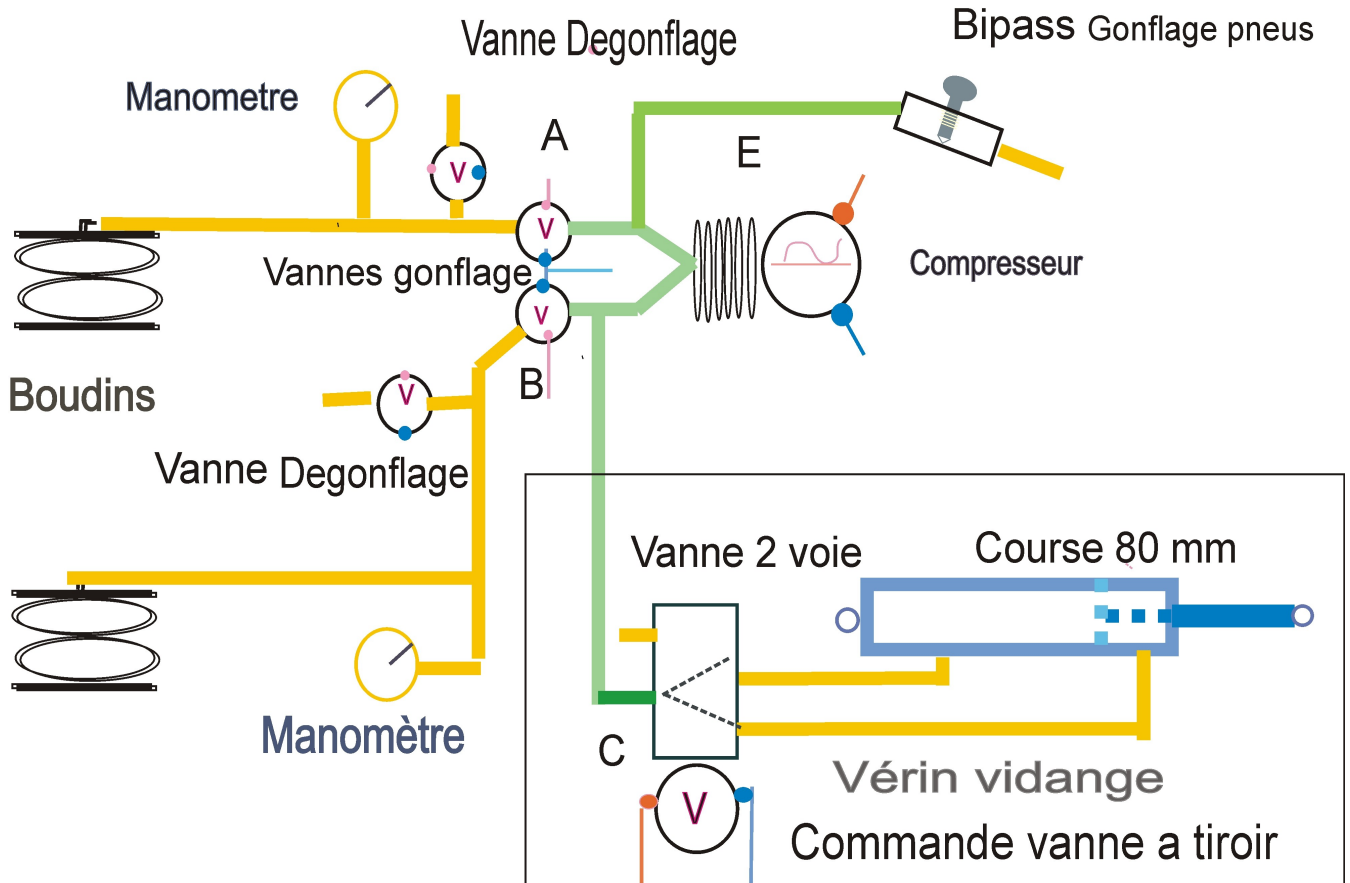 Vanne Degonflage
Bipass Gonflage pneus
Manometre
A
E
V
V
Vannes gonflage
Compresseur
V
B
Boudins
V
Vanne Degonflage
Vanne 2 voie
Course 80 mm
Manomètre
C
Vérin vidange
V
Commande vanne a tiroir